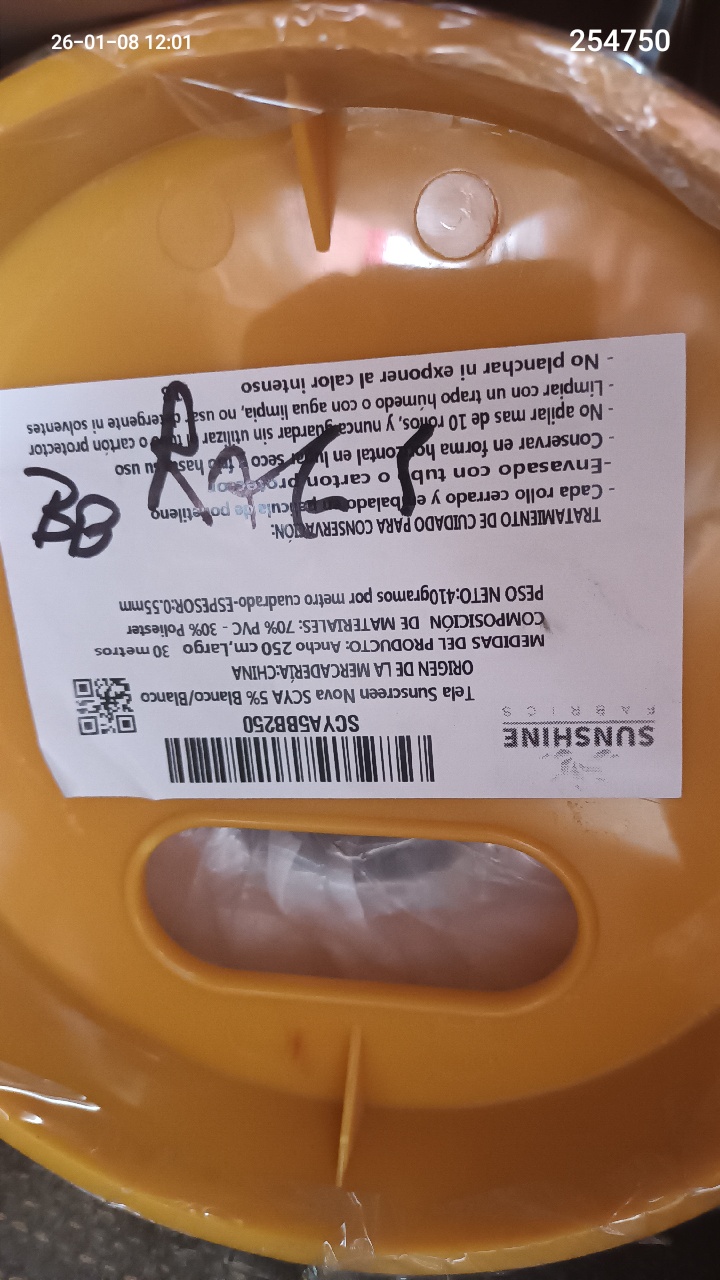 26-01-08 12:01
254750
SUNSHINE
FABRICS
SCYA5BB250
Tela Sunscreen Nova SCYA 5% Blanco/Blanco
ORIGEN DE LA MERCADERÍA:CHINA
MEDIDAS DEL PRODUCTO: Ancho 250 cm,Largo 30 metros
COMPOSICIÓN DE MATERIALES: 70% PVC - 30% Poliester
PESO NETO:410gramos por metro cuadrado-ESPESOR:0.55mm
TRATAMIENTO DE CUIDADO PARA CONSERVACIÓN:
- Cada rollo cerrado y embalado en película de polietileno
-Envasado con tubo o carton protector
- Conservar en forma horizontal en lugar seco y frio hasta su uso
- No apilar mas de 10 rollos, y nunca guardar sin utilizar el tubo o cartón protector
- Limpiar con un trapo húmedo o con agua limpia, no usar detergente ni solventes
- No planchar ni exponer al calor intenso
BB